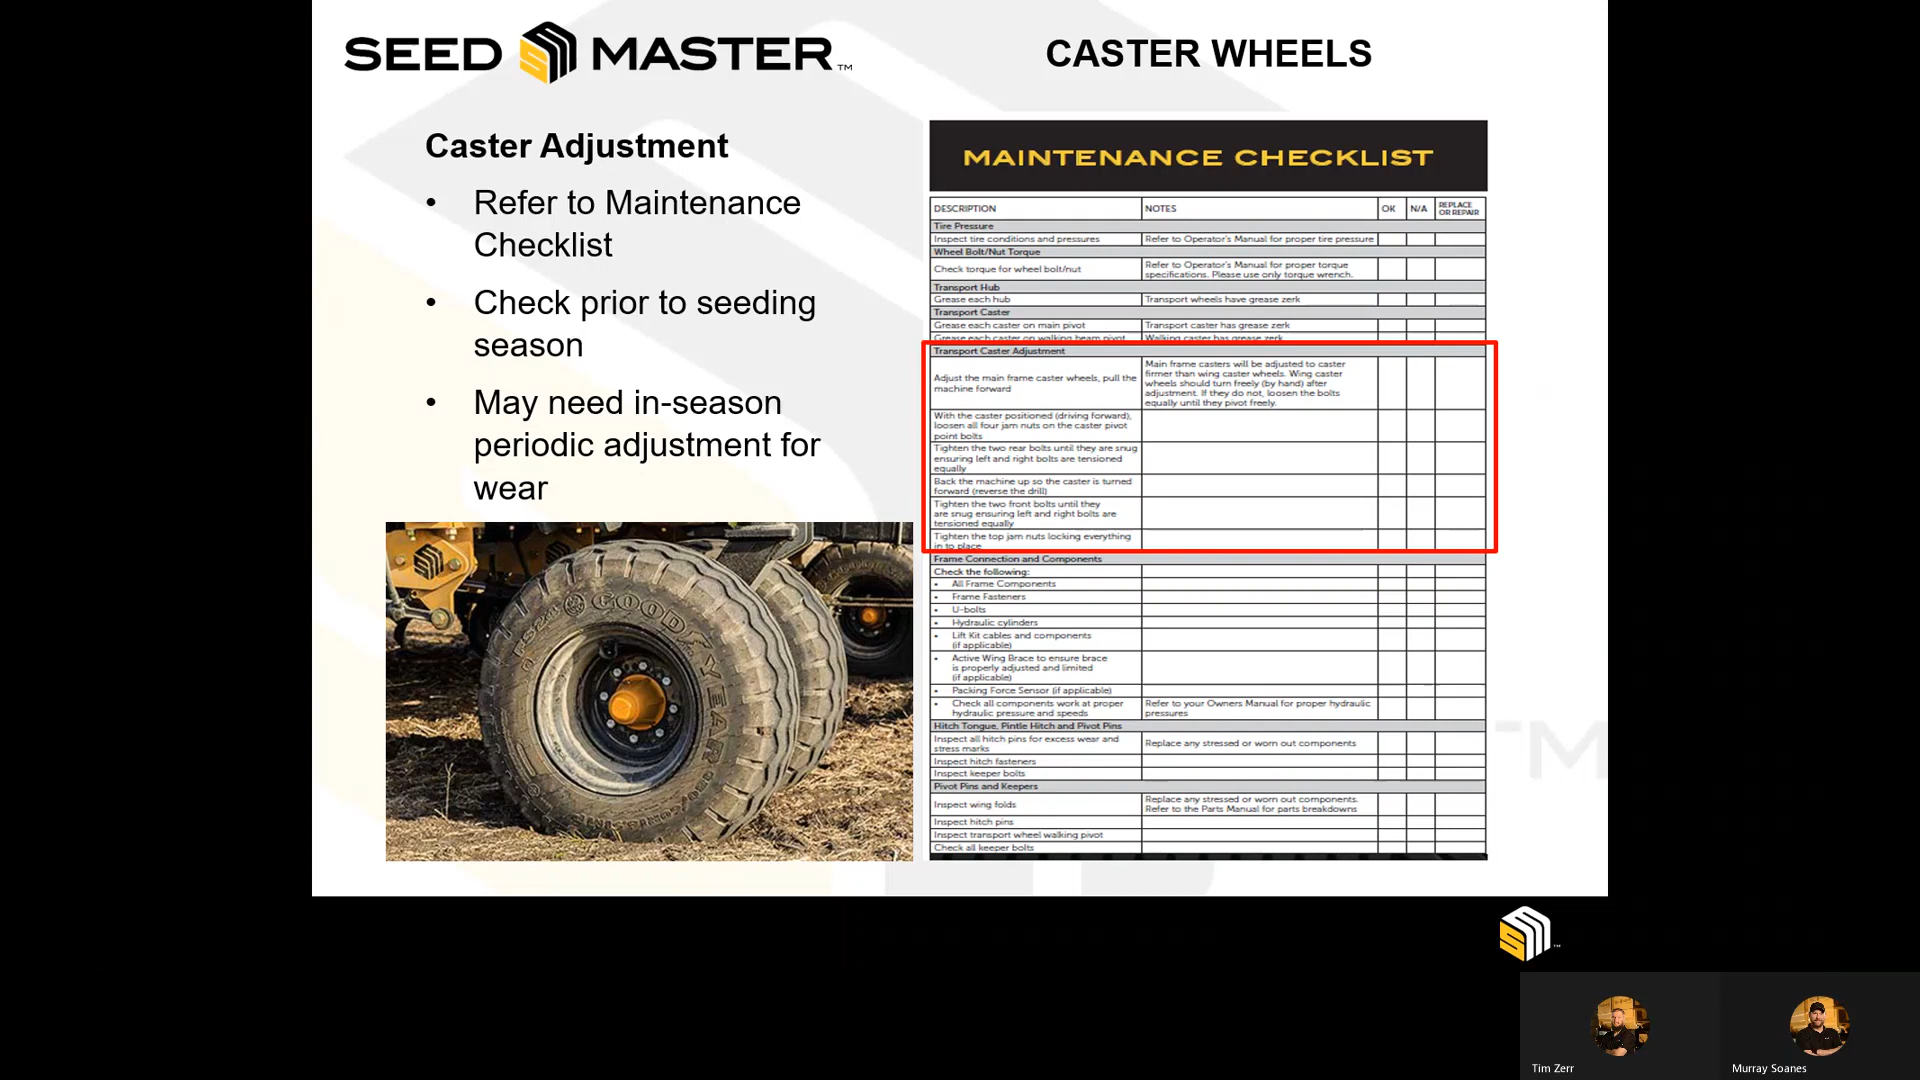 SEED MASTER™
CASTER WHEELS
Caster Adjustment
• Refer to Maintenance
Checklist
• Check prior to seeding
season
• May need in-season
periodic adjustment for
wear
GOODYEAR
MAINTENANCE CHECKLIST
DESCRIPTION NOTES OK N/A REPLACE
OR REPAIR
Tire Pressure
Inspect tire conditions and pressures Refer to Operator's Manual for proper tire pressure
Wheel Bolt/Nut Torque
Check torque for wheel bolt/nut Refer to Operator's Manual for proper torque
specifications. Please use only torque wrench.
Transport Hub
Grease each hub Transport wheels have grease zerk
Transport Caster
Grease each caster on main pivot Transport caster has grease zerk
Grease each caster on walking beam pivot Walking caster has grease zerk
Transport Caster Adjustment
Adjust the main frame caster wheels, pull the
machine forward
Main frame casters will be adjusted to caster
firmer than wing caster wheels. Wing caster
wheels should turn freely (by hand) after
adjustment. If they do not, loosen the bolts
equally until they pivot freely.
With the caster positioned (driving forward),
loosen all four jam nuts on the caster pivot
point bolts
Tighten the two rear bolts until they are snug
ensuring left and right bolts are tensioned
equally
Back the machine up so the caster is turned
forward (reverse the drill)
Tighten the two front bolts until they
are snug ensuring left and right bolts are
tensioned equally
Tighten the top jam nuts locking everything
in to place
Frame Connection and Components
Check the following:
• All Frame Components
• Frame Fasteners
• U-bolts
• Hydraulic cylinders
• Lift Kit cables and components
(if applicable)
• Active Wing Brace to ensure brace
is properly adjusted and limited
(if applicable)
• Packing Force Sensor (if applicable)
• Check all components work at proper
hydraulic pressure and speeds
Refer to your Owners Manual for proper hydraulic
pressures
Hitch Tongue, Pintle Hitch and Pivot Pins
Inspect all hitch pins for excess wear and
stress marks
Replace any stressed or worn out components
Inspect hitch fasteners
Inspect keeper bolts
Pivot Pins and Keepers
Inspect wing folds
Replace any stressed or worn out components.
Refer to the Parts Manual for parts breakdowns
Inspect hitch pins
Inspect transport wheel walking pivot
Check all keeper bolts
TM
Tim Zerr
Murray Soanes